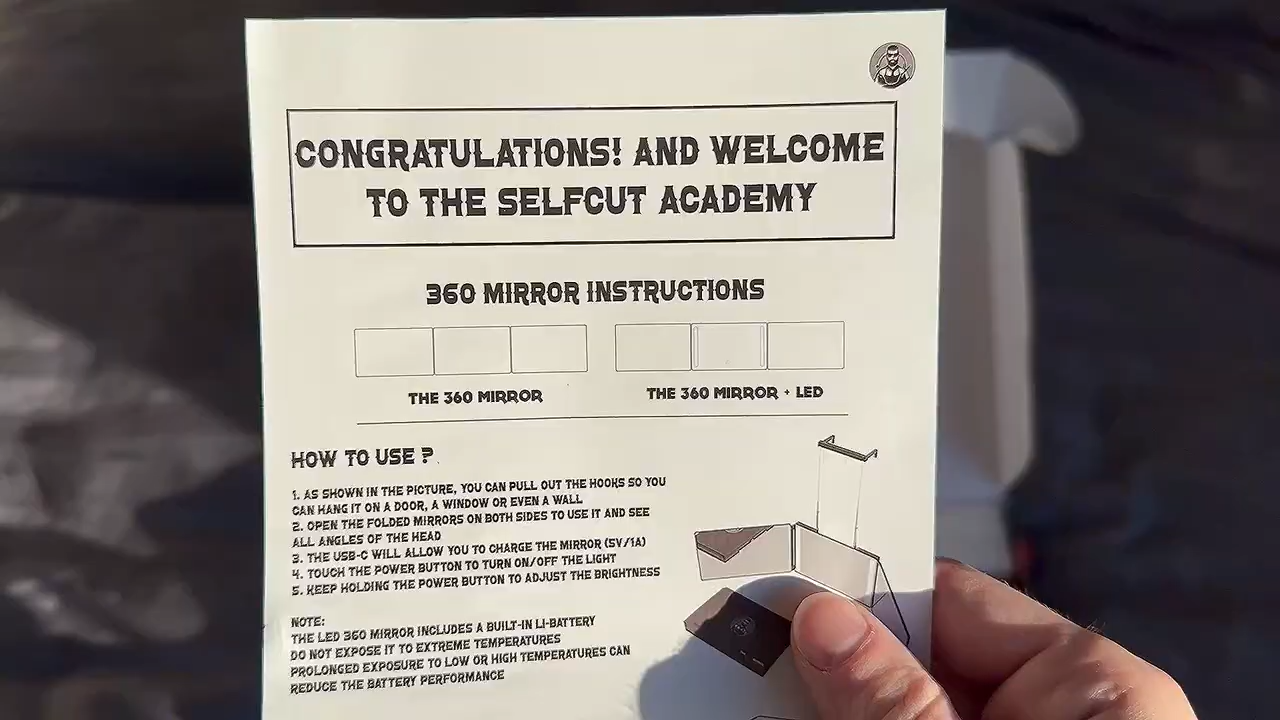 CONGRATULATIONS! AND WELCOME
TO THE SELFCUT ACADEMY
360 MIRROR INSTRUCTIONS
THE 360 MIRROR
THE 360 MIRROR + LED
HOW TO USE ?
1. AS SHOWN IN THE PICTURE, YOU CAN PULL OUT THE HOOKS SO YOU
CAN HANG IT ON A DOOR, A WINDOW OR EVEN A WALL
2. OPEN THE FOLDED MIRRORS ON BOTH SIDES TO USE IT AND SEE
ALL ANGLES OF THE HEAD
3. THE USB-C WILL ALLOW YOU TO CHARGE THE MIRROR (5V/1A)
4. TOUCH THE POWER BUTTON TO TURN ON/OFF THE LIGHT
5. KEEP HOLDING THE POWER BUTTON TO ADJUST THE BRIGHTNESS
NOTE:
THE LED 360 MIRROR INCLUDES A BUILT-IN LI-BATTERY
DO NOT EXPOSE IT TO EXTREME TEMPERATURES
PROLONGED EXPOSURE TO LOW OR HIGH TEMPERATURES CAN
REDUCE THE BATTERY PERFORMANCE